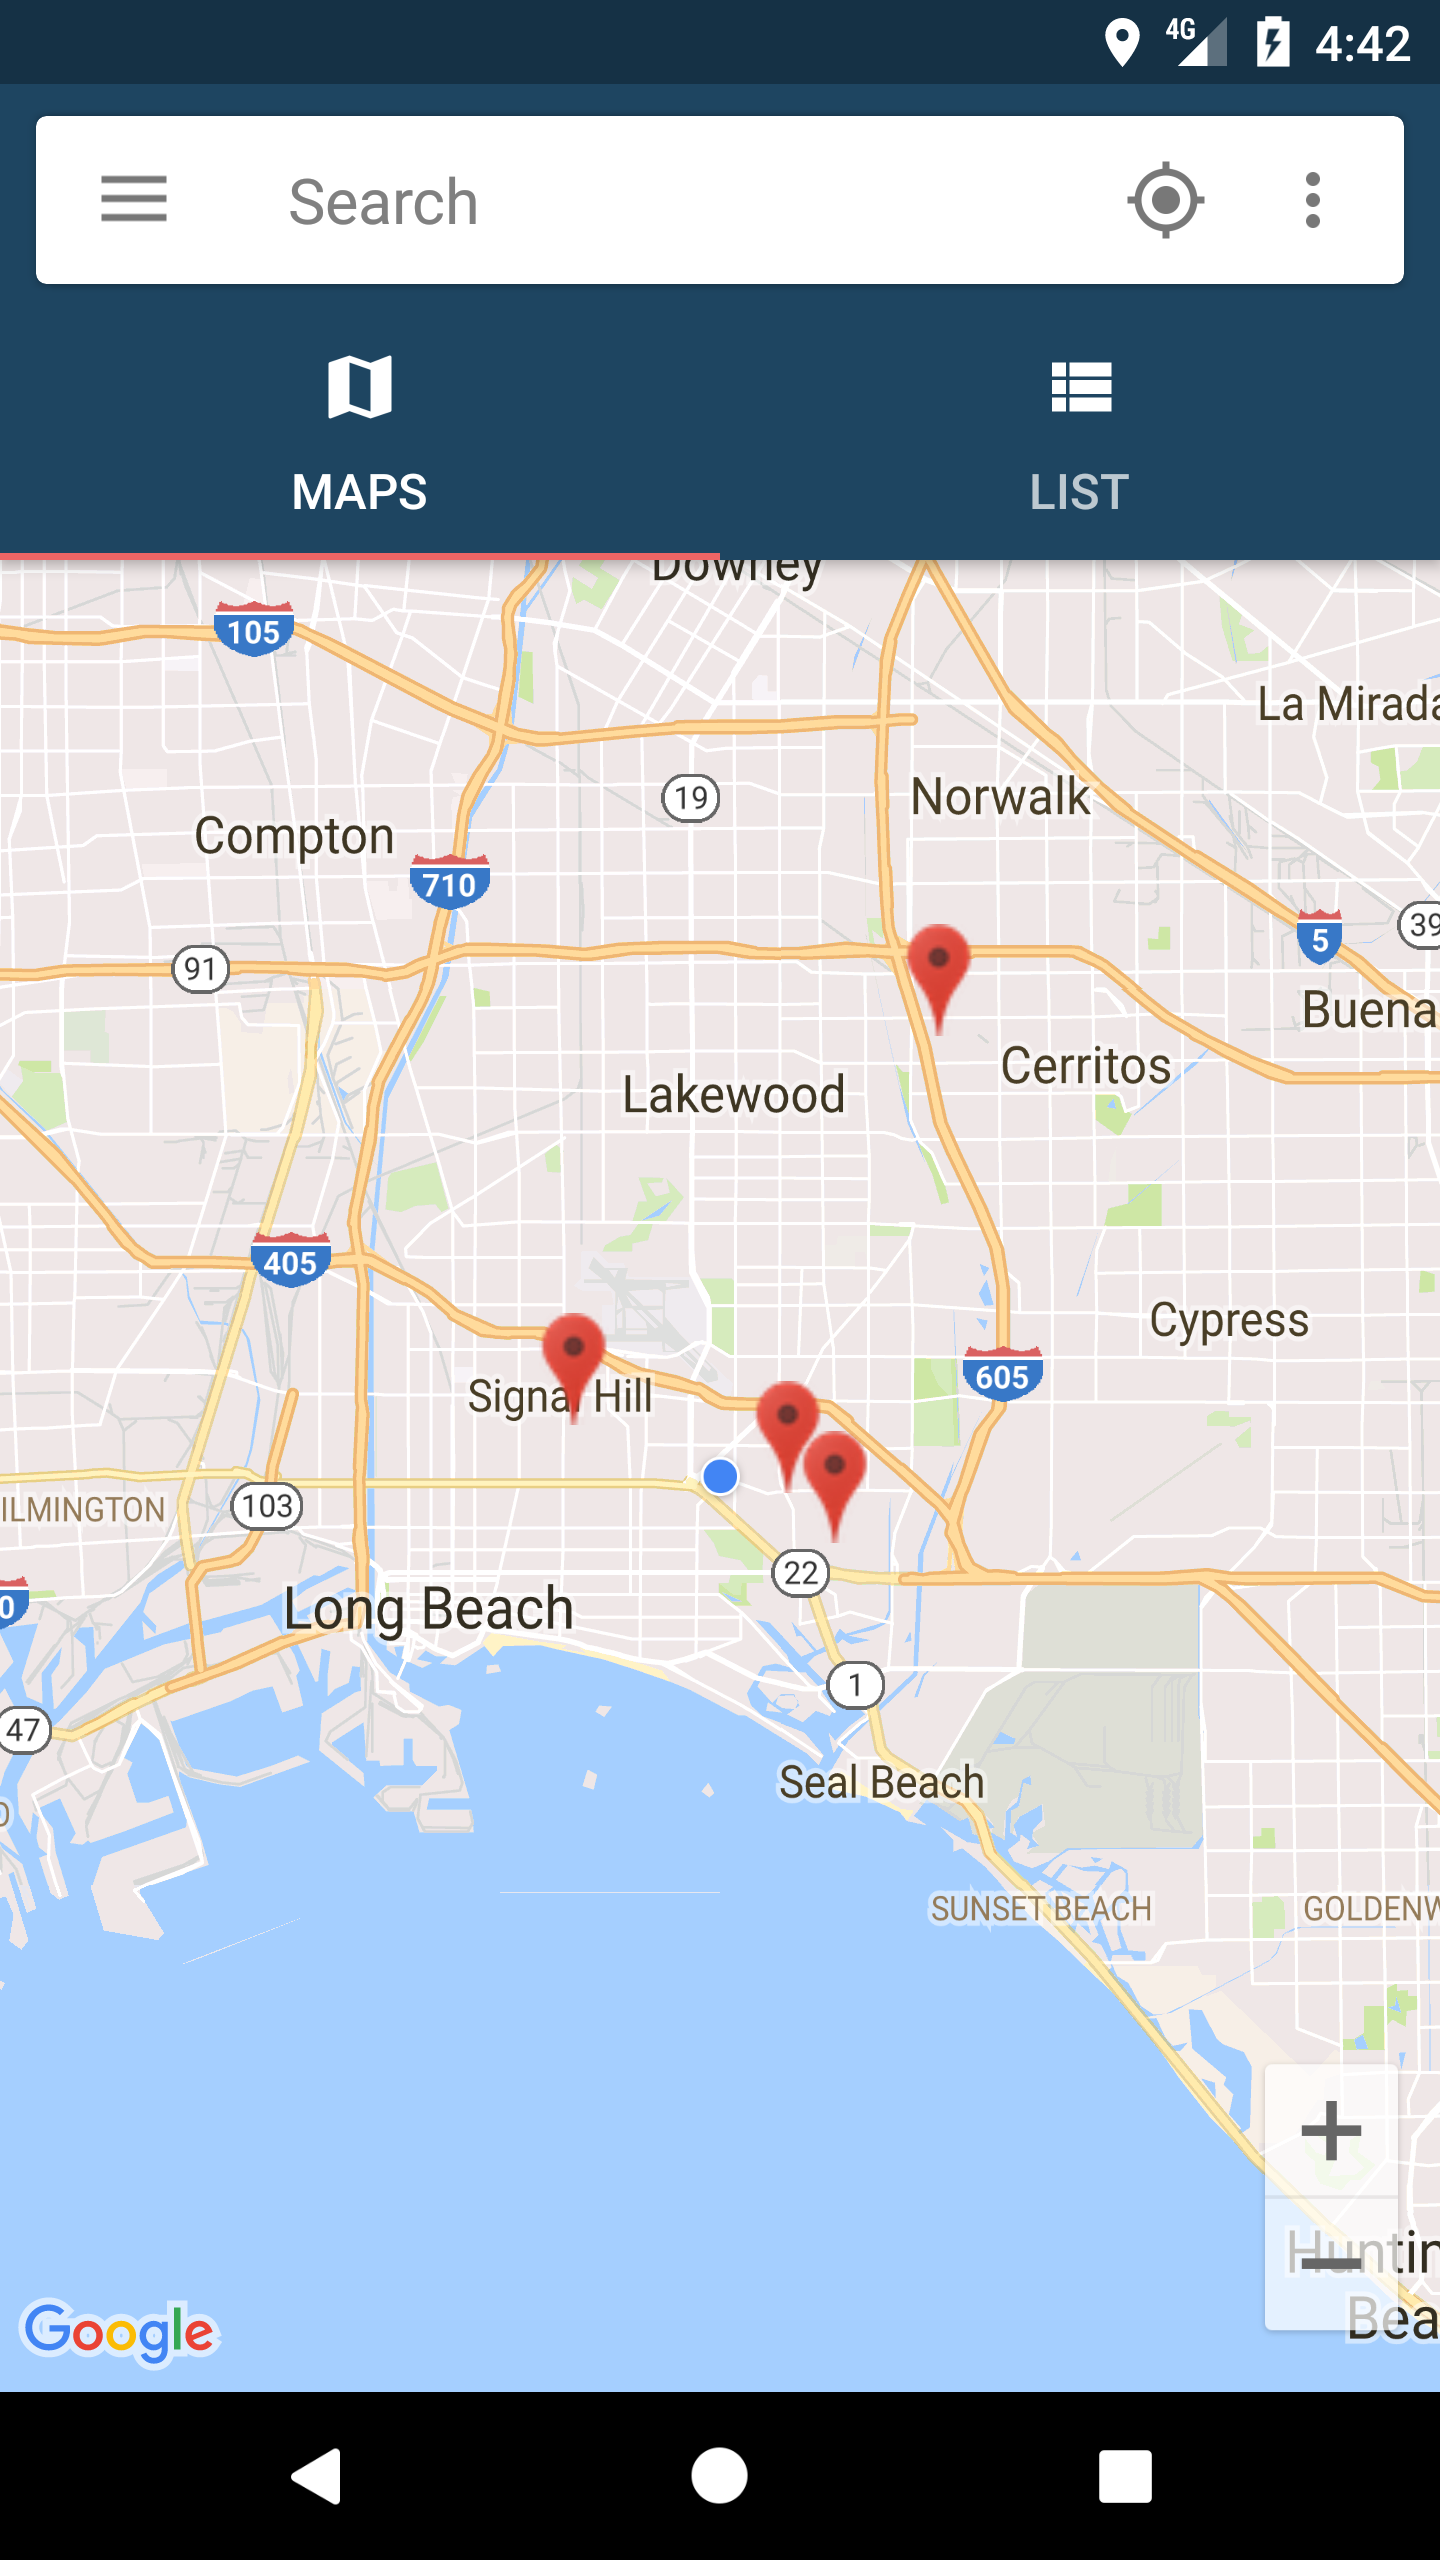 4G 4:42
Search
MAPS LIST
Downey
105
La Mirada
19
Norwalk
Compton
710
5
39
91
Buena
Cerritos
Lakewood
405
Cypress
605
Signal Hill
103
ILMINGTON
22
Long Beach
0
1
47
Seal Beach
SUNSET BEACH
GOLDENW
+
Huntin
Bea
Google